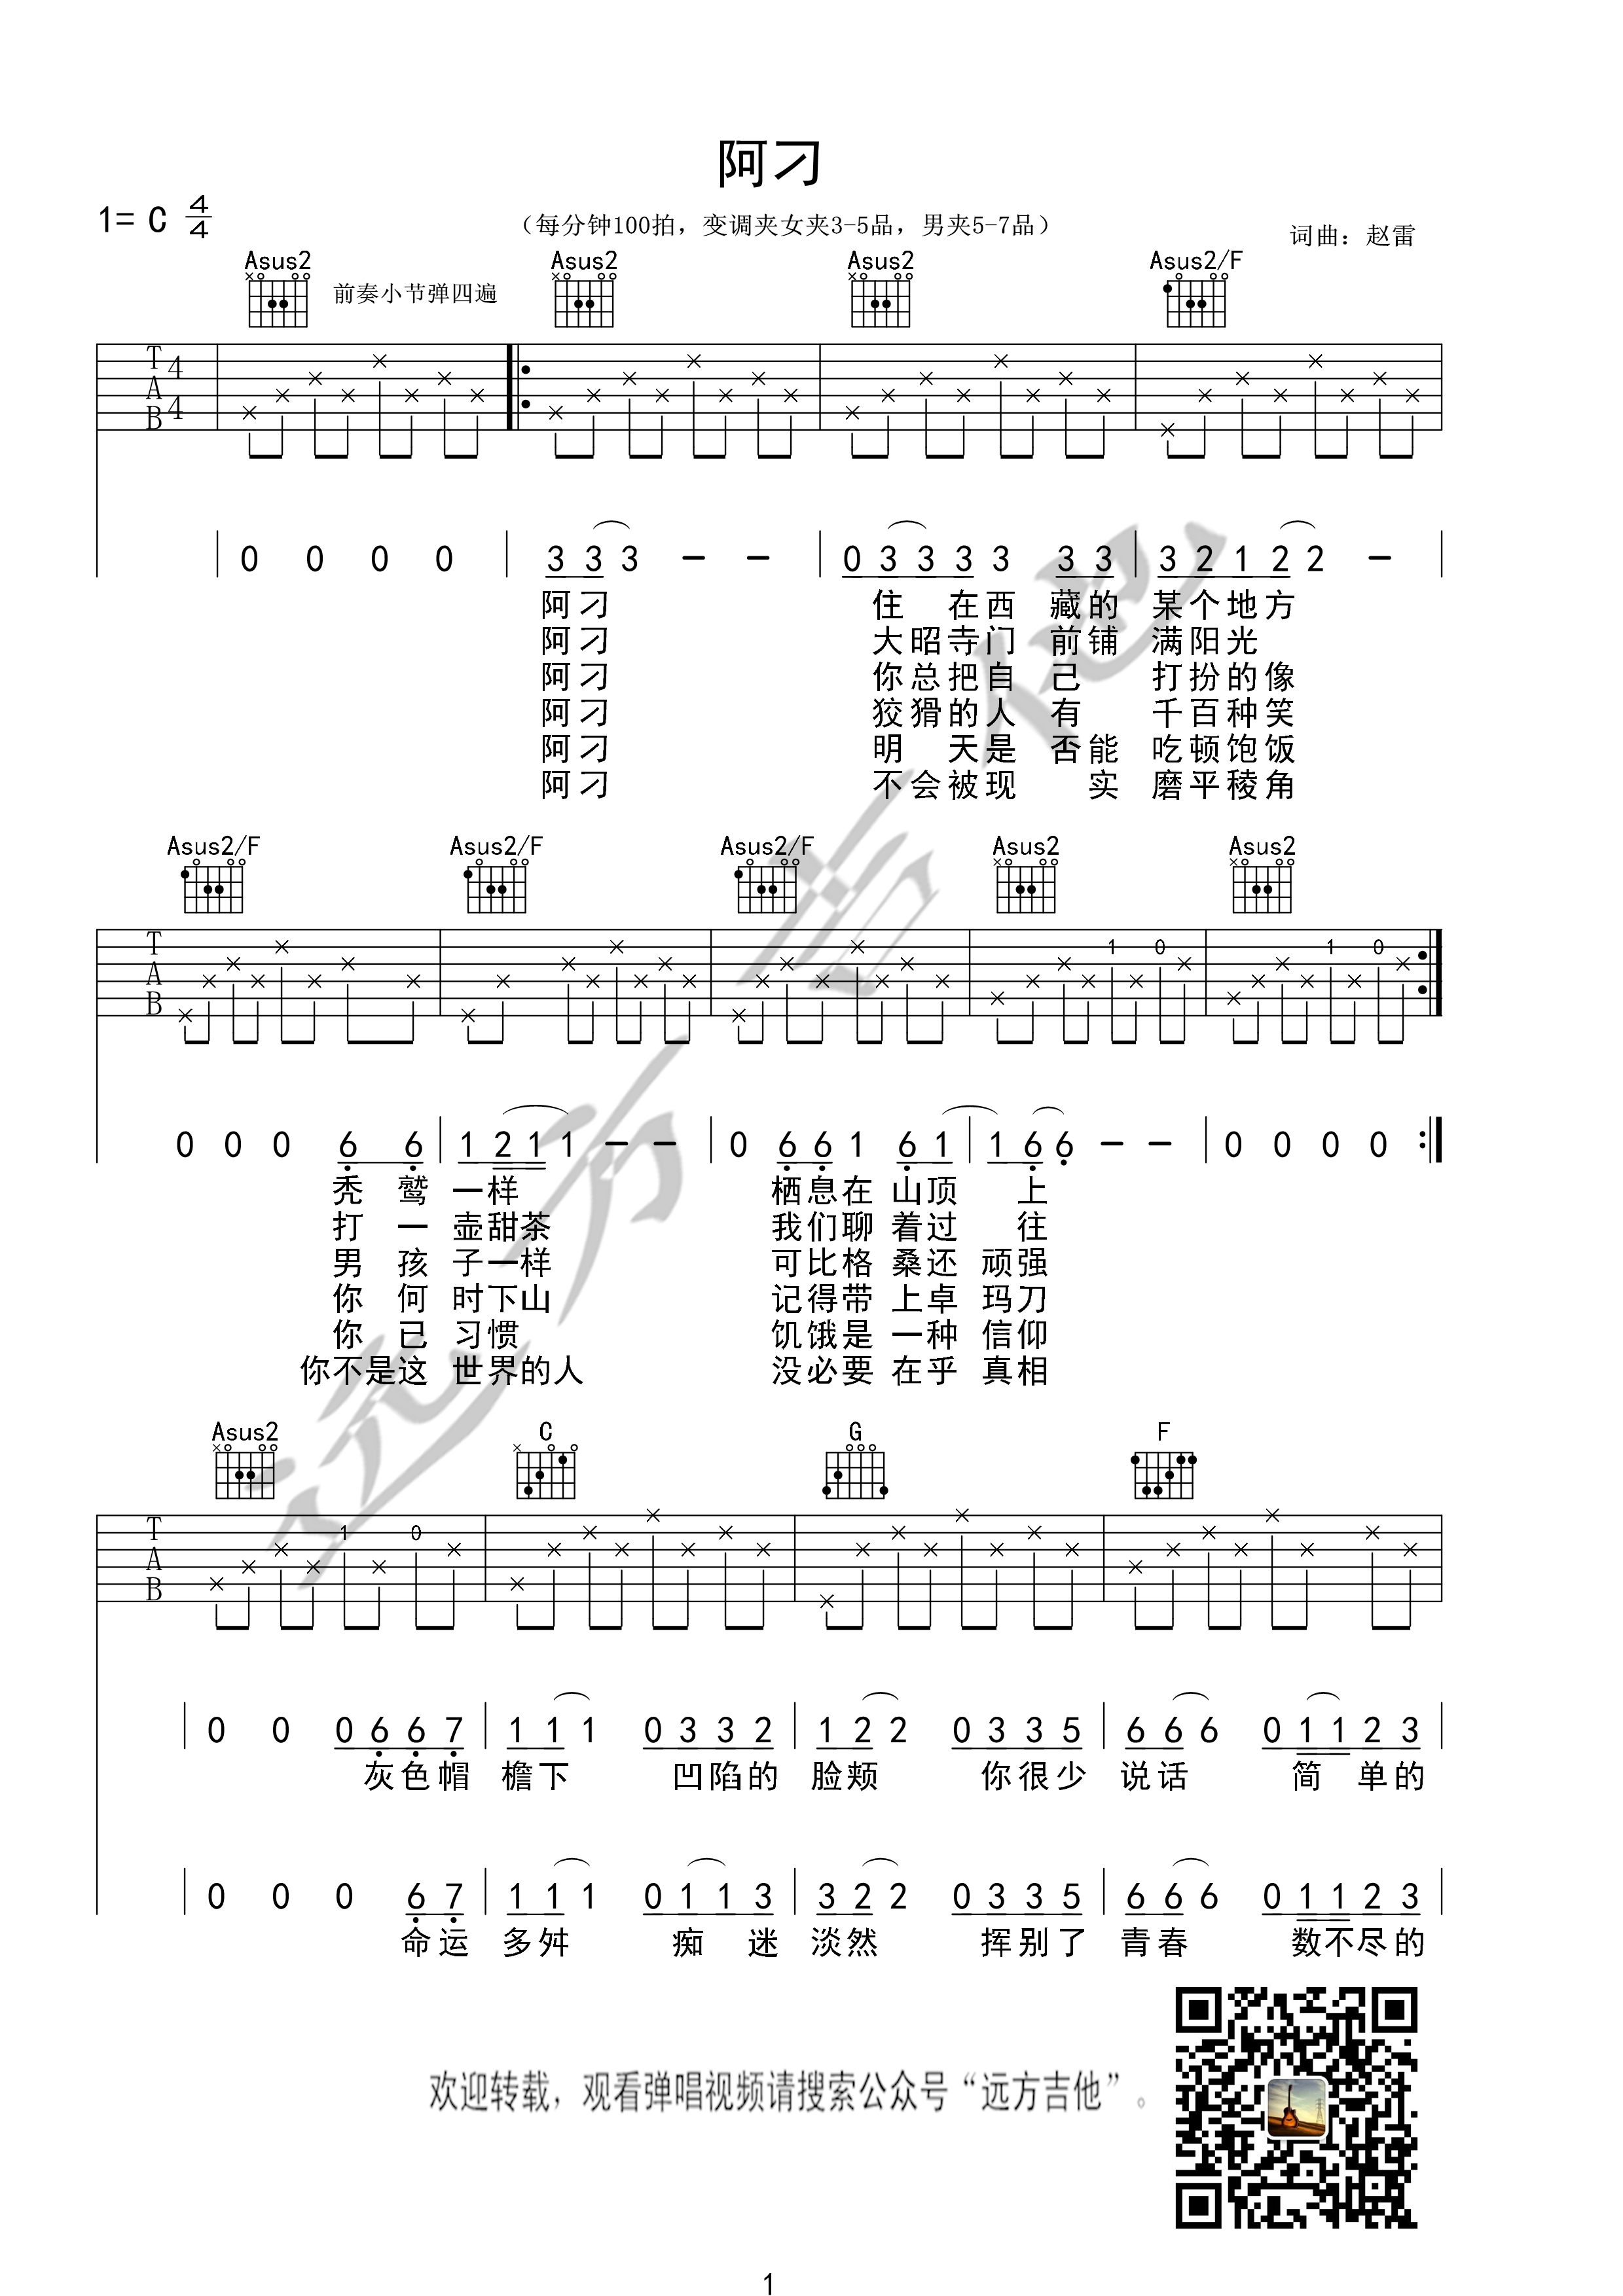 阿刁
1= C 4/4
（每分钟100拍，变调夹女夹3-5品，男夹5-7品）
词曲：赵雷
Asus2 Asus2 Asus2 Asus2/F
前奏小节弹四遍
T A B 4 4
0 0 0 0 3 3 3 - - 0 3 3 3 3 3 3 3 2 1 2 2 -
阿刁 住 在西 藏的 某个地方
阿刁 大昭寺门 前铺 满阳光
阿刁 你总把自 己 打扮的像
阿刁 狡猾的人 有 千百种笑
阿刁 明 天是 否能 吃顿饱饭
阿刁 不会被现 实 磨平稜角
Asus2/F Asus2/F Asus2/F Asus2 Asus2
T A B 1 0 1 0
0 0 0 6 6 1 2 1 1 - - 0 6 6 1 6 1 1 6 6 - - 0 0 0 0
秃 鹫 一样 栖息在 山顶 上
打 一 壶甜茶 我们聊 着过 往
男 孩 子一样 可比格 桑还 顽强
你 何 时下山 记得带 上卓 玛刀
你 已 习惯 饥饿是 一种 信仰
你不是这 世界的人 没必要 在乎 真相
Asus2 C G F
T A B 1 0
0 0 0 6 6 7 1 1 1 0 3 3 2 1 2 2 0 3 3 5 6 6 6 0 1 1 2 3
灰色帽 檐下 凹陷的 脸颊 你很少 说话 简 单的
0 0 0 6 7 1 1 1 0 1 1 3 3 2 2 0 3 3 5 6 6 6 0 1 1 2 3
命运 多舛 痴 迷 淡然 挥别了 青春 数不尽的
欢迎转载，观看弹唱视频请搜索公众号“远方吉他”。
远方吉他
1